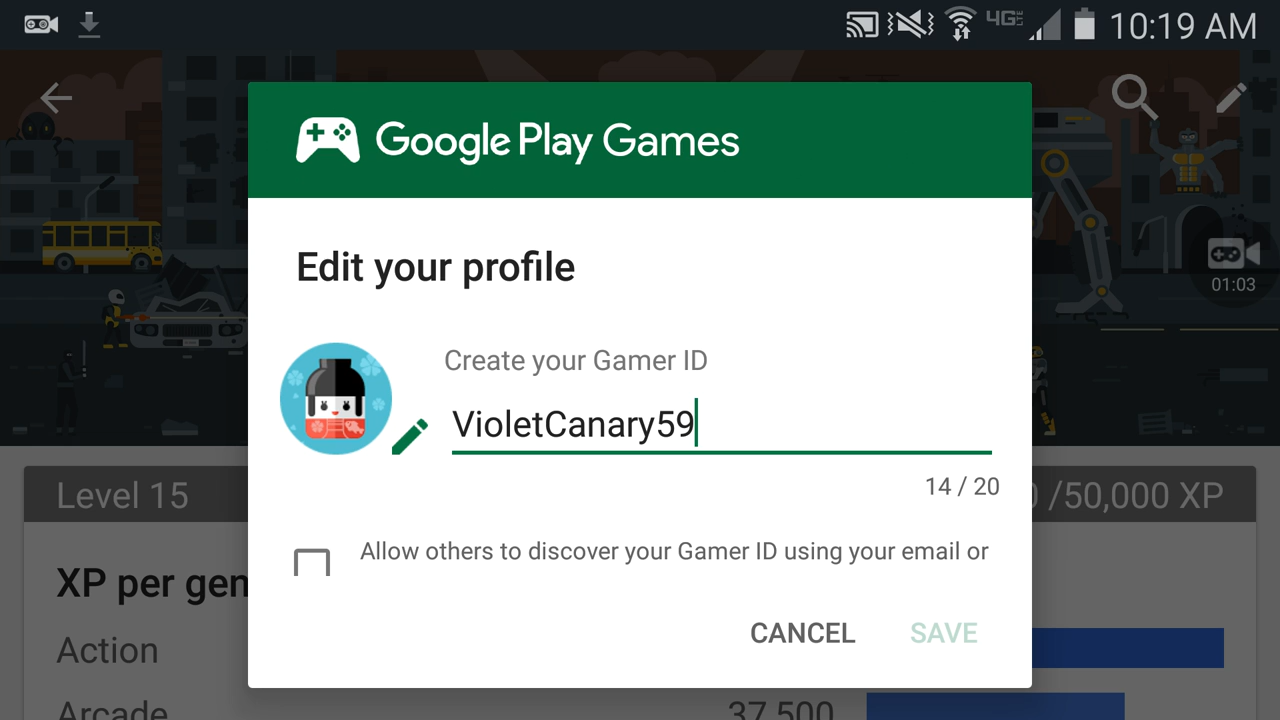 4G LTE 10:19 AM
Google Play Games
Edit your profile
01:03
Create your Gamer ID
VioletCanary59
14 / 20
Level 15
/50,000 XP
Allow others to discover your Gamer ID using your email or
XP per gen
CANCEL SAVE
Action
Arcade 37,500